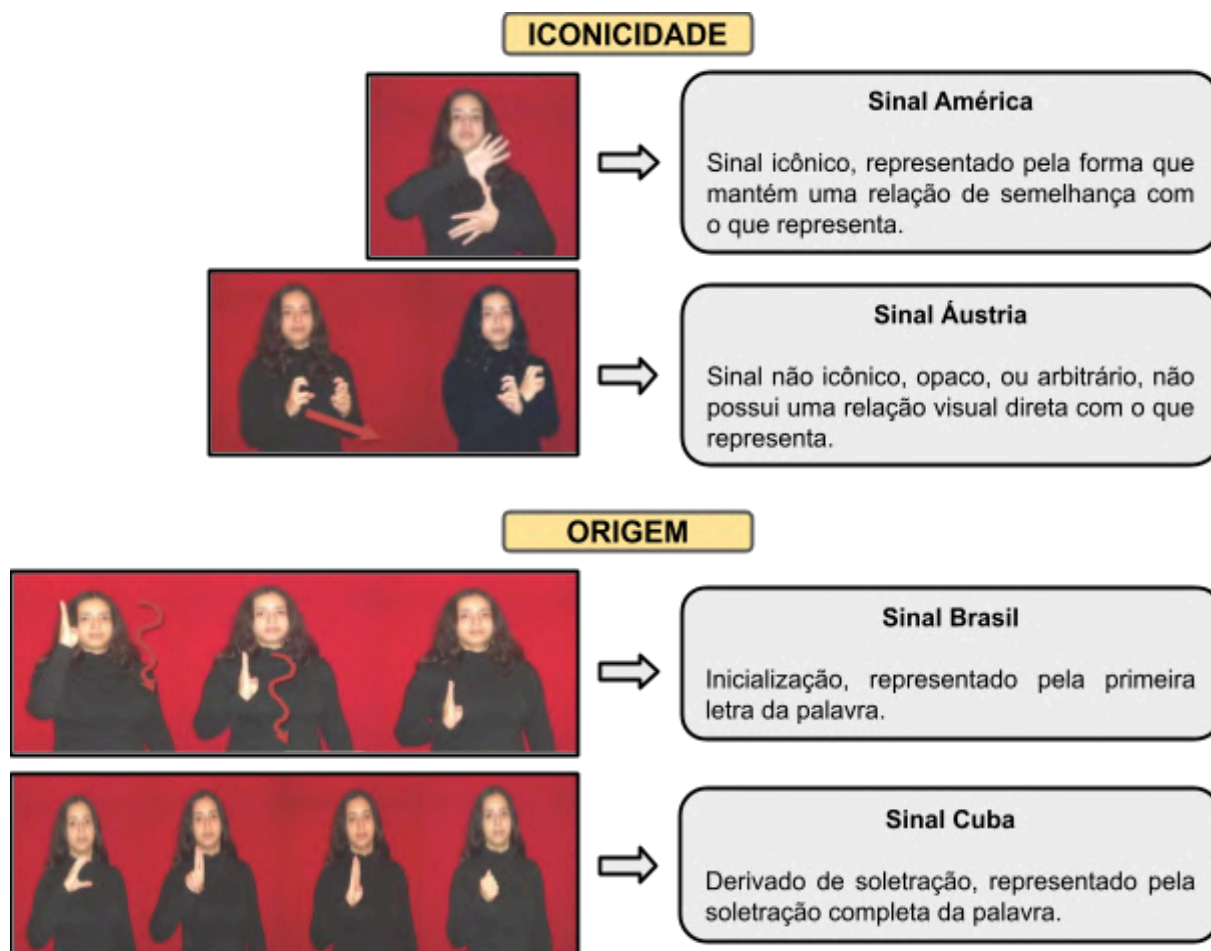 ICONICIDADE
Sinal América
Sinal icônico, representado pela forma que
mantém uma relação de semelhança com
o que representa.
Sinal Áustria
Sinal não icônico, opaco, ou arbitrário, não
possui uma relação visual direta com o que
representa.
ORIGEM
Sinal Brasil
Inicialização, representado pela primeira
letra da palavra.
Sinal Cuba
Derivado de soletração, representado pela
soletração completa da palavra.